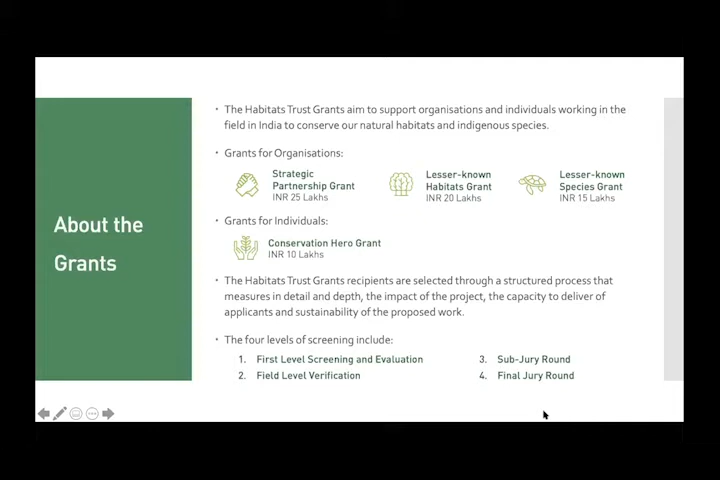 About the
Grants
• The Habitats Trust Grants aim to support organisations and individuals working in the
field in India to conserve our natural habitats and indigenous species.
• Grants for Organisations:
Strategic
Partnership Grant
INR 25 Lakhs
Lesser-known
Habitats Grant
INR 20 Lakhs
Lesser-known
Species Grant
INR 15 Lakhs
• Grants for Individuals:
Conservation Hero Grant
INR 10 Lakhs
• The Habitats Trust Grants recipients are selected through a structured process that
measures in detail and depth, the impact of the project, the capacity to deliver of
applicants and sustainability of the proposed work.
• The four levels of screening include:
1. First Level Screening and Evaluation
2. Field Level Verification
3. Sub-Jury Round
4. Final Jury Round